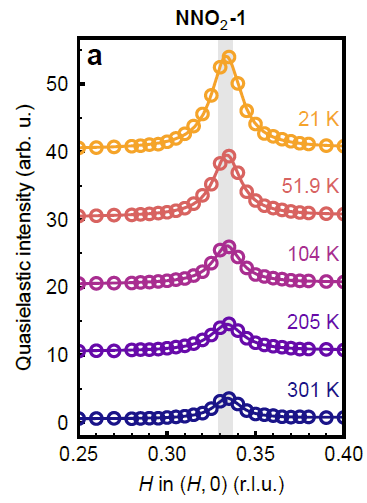 NNO₂-1
a
Quasielastic intensity (arb. u.)
50
40
30
20
10
0
21 K
51.9 K
104 K
205 K
301 K
0.25 0.30 0.35 0.40
H in (H, 0) (r.l.u.)